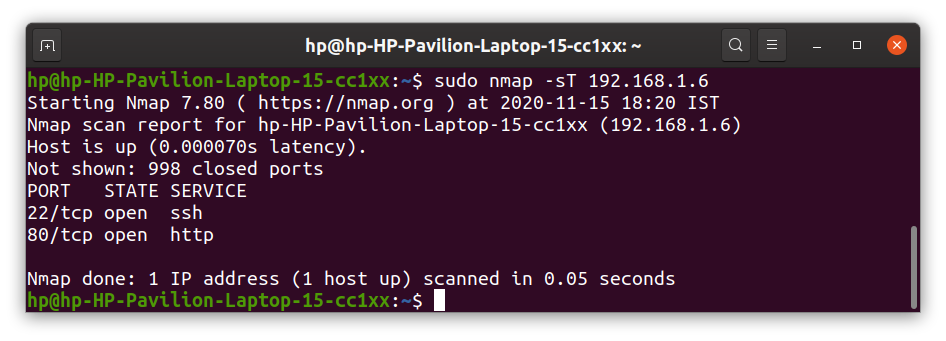 hp@hp-HP-Pavilion-Laptop-15-cc1xx: ~
hp@hp-HP-Pavilion-Laptop-15-cc1xx:~$ sudo nmap -sT 192.168.1.6
Starting Nmap 7.80 ( https://nmap.org ) at 2020-11-15 18:20 IST
Nmap scan report for hp-HP-Pavilion-Laptop-15-cc1xx (192.168.1.6)
Host is up (0.000070s latency).
Not shown: 998 closed ports
PORT   STATE SERVICE
22/tcp open  ssh
80/tcp open  http
Nmap done: 1 IP address (1 host up) scanned in 0.05 seconds
hp@hp-HP-Pavilion-Laptop-15-cc1xx:~$